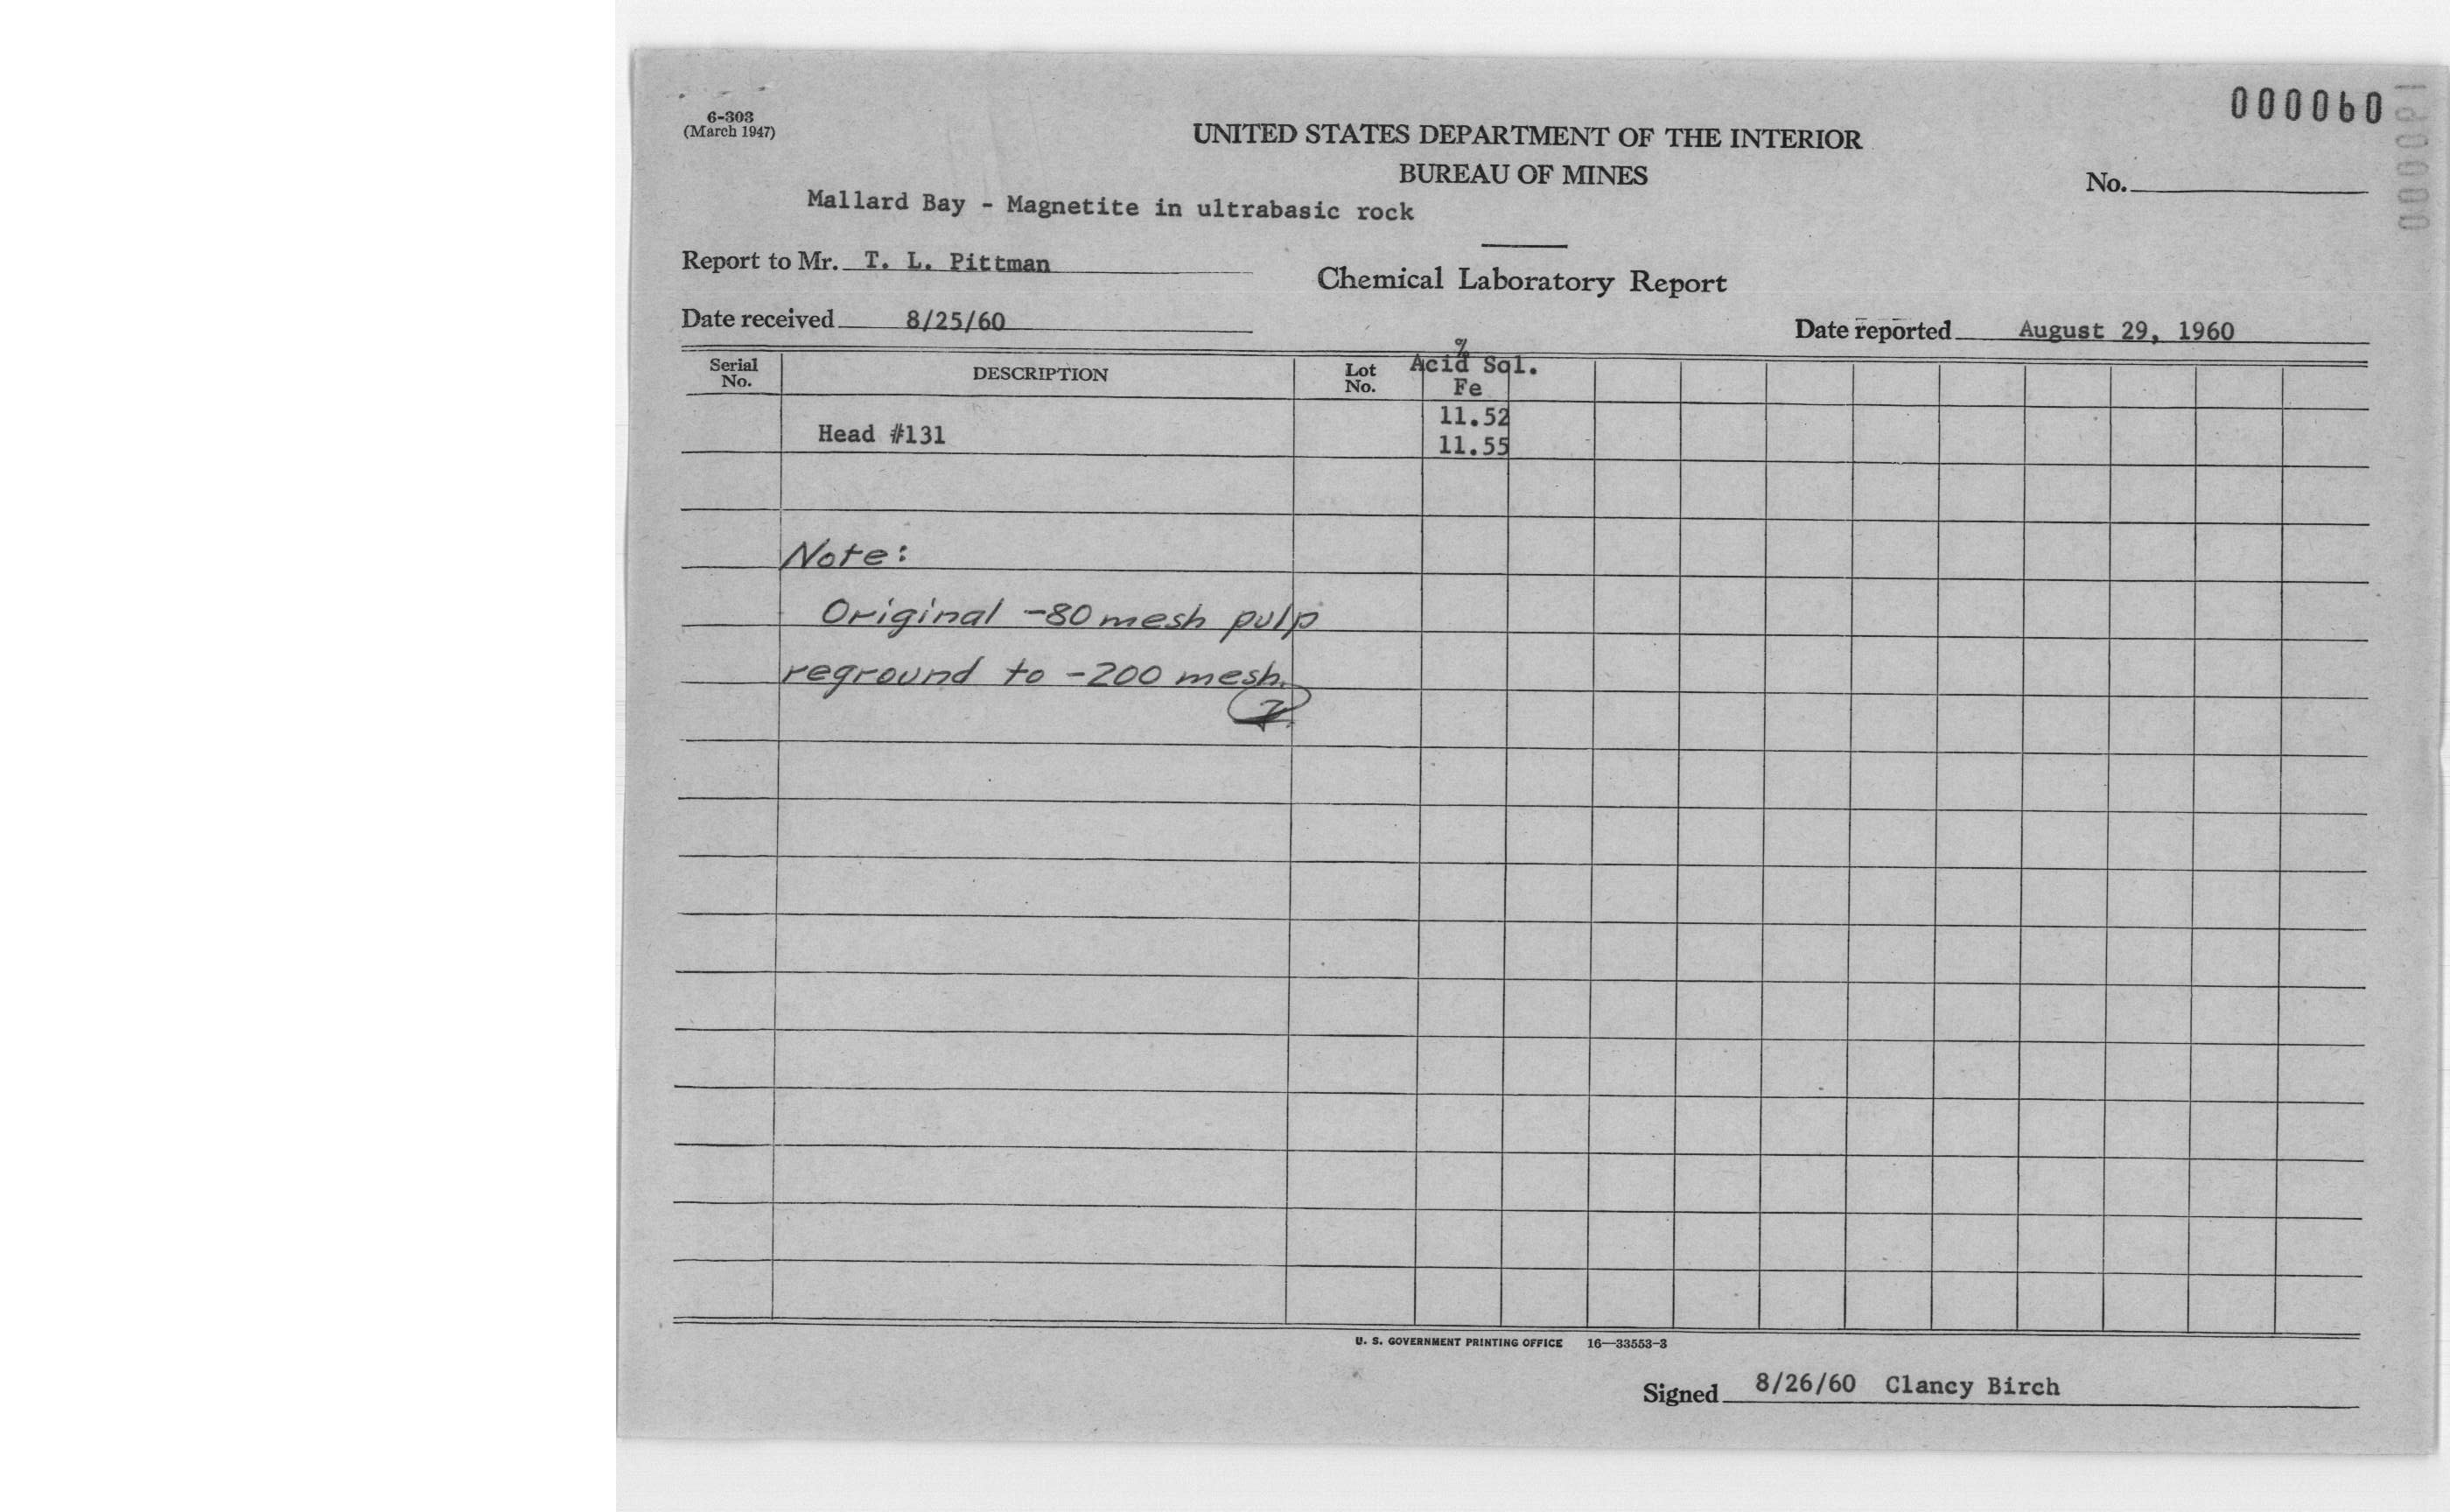 000060
6-303
(March 1947)
UNITED STATES DEPARTMENT OF THE INTERIOR
BUREAU OF MINES
No.
Mallard Bay - Magnetite in ultrabasic rock
Report to Mr. T. L. Pittman
Chemical Laboratory Report
Date received 8/25/60
Date reported August 29, 1960
Serial No. DESCRIPTION Lot No. % Acid Sol. Fe
11.52
Head #131
11.55
Note:
Original -80 mesh pulp
reground to -200 mesh.
U. S. GOVERNMENT PRINTING OFFICE 16—33553-3
Signed 8/26/60 Clancy Birch